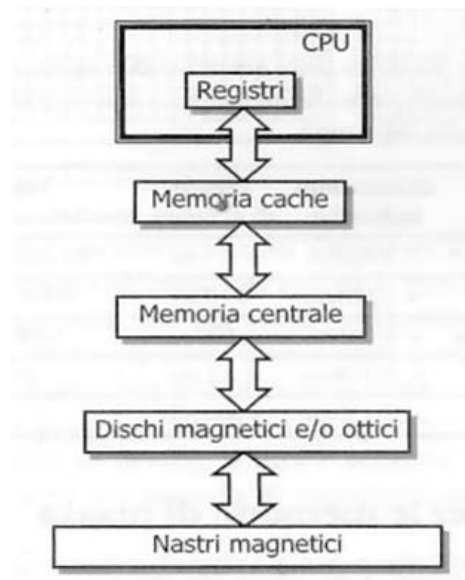 CPU
Registri
Memoria cache
Memoria centrale
Dischi magnetici e/o ottici
Nastri magnetici